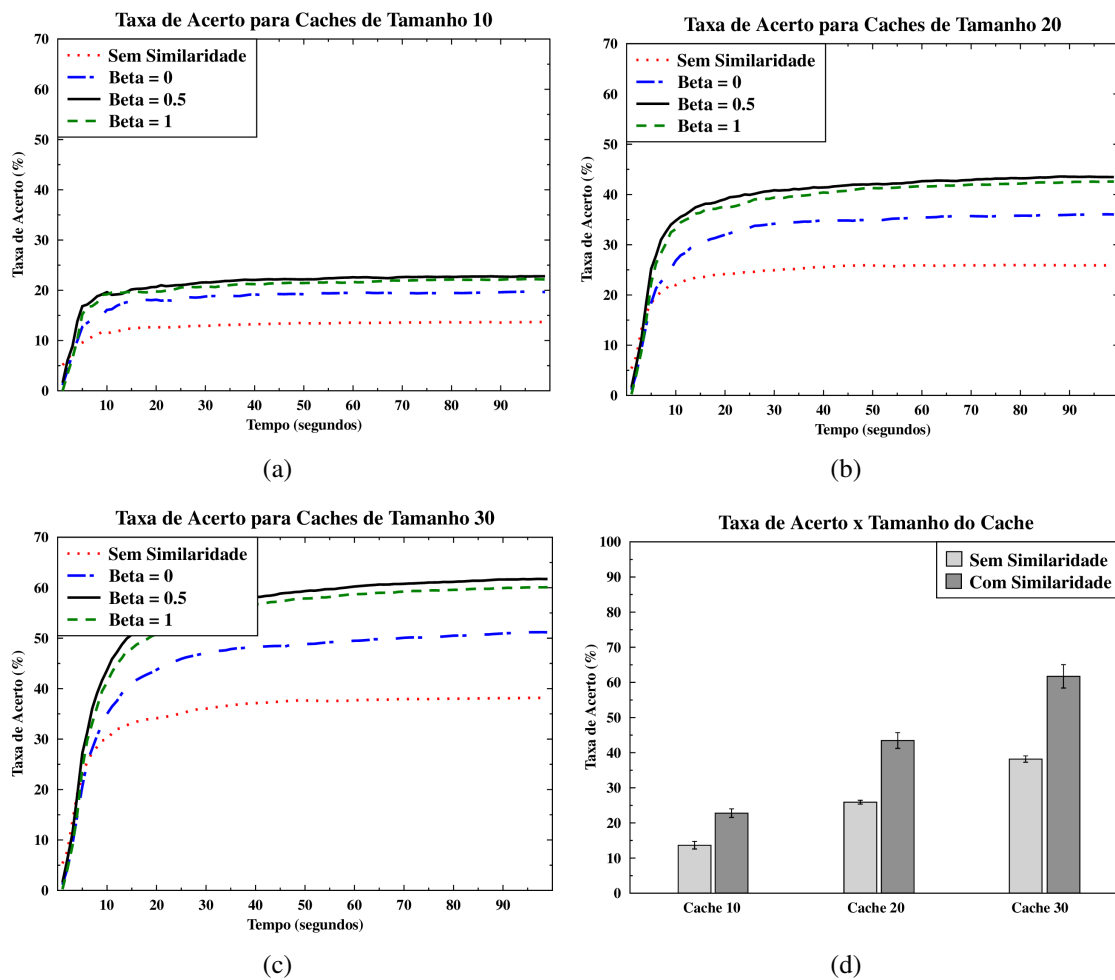 Taxa de Acerto para Caches de Tamanho 10
Taxa de Acerto (%)
70
60
50
40
30
20
10
0
Sem Similaridade
Beta = 0
Beta = 0.5
Beta = 1
10 20 30 40 50 60 70 80 90
Tempo (segundos)
(a)
Taxa de Acerto para Caches de Tamanho 20
Taxa de Acerto (%)
70
60
50
40
30
20
10
0
Sem Similaridade
Beta = 0
Beta = 0.5
Beta = 1
10 20 30 40 50 60 70 80 90
Tempo (segundos)
(b)
Taxa de Acerto para Caches de Tamanho 30
Taxa de Acerto (%)
70
60
50
40
30
20
10
0
Sem Similaridade
Beta = 0
Beta = 0.5
Beta = 1
10 20 30 40 50 60 70 80 90
Tempo (segundos)
(c)
Taxa de Acerto x Tamanho do Cache
Taxa de Acerto (%)
100
90
80
70
60
50
40
30
20
10
0
Sem Similaridade
Com Similaridade
Cache 10 Cache 20 Cache 30
(d)